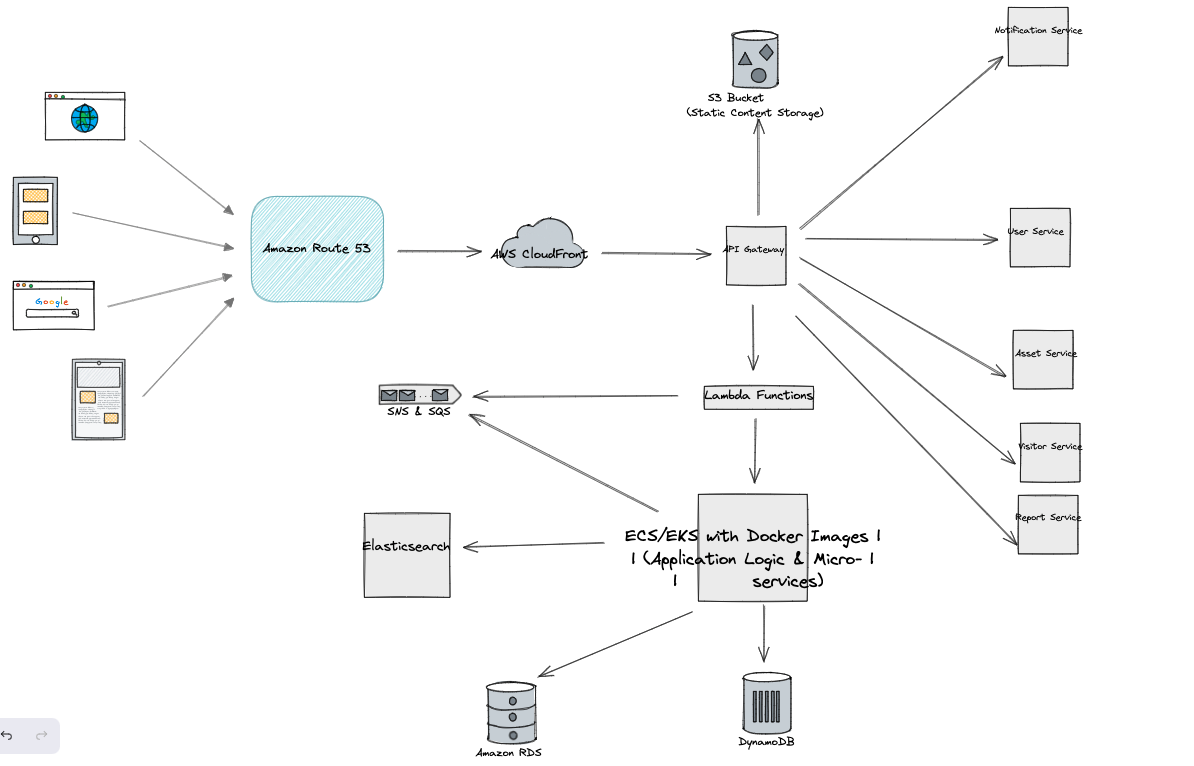 Notification Service
S3 Bucket
(Static Content Storage)
Amazon Route 53
AWS CloudFront
API Gateway
User Service
Google
Asset Service
SNS & SQS
Lambda Functions
Visitor Service
Report Service
Elasticsearch
ECS/EKS with Docker Images |
| (Application Logic & Micro- |
| services)
Amazon RDS
DynamoDB